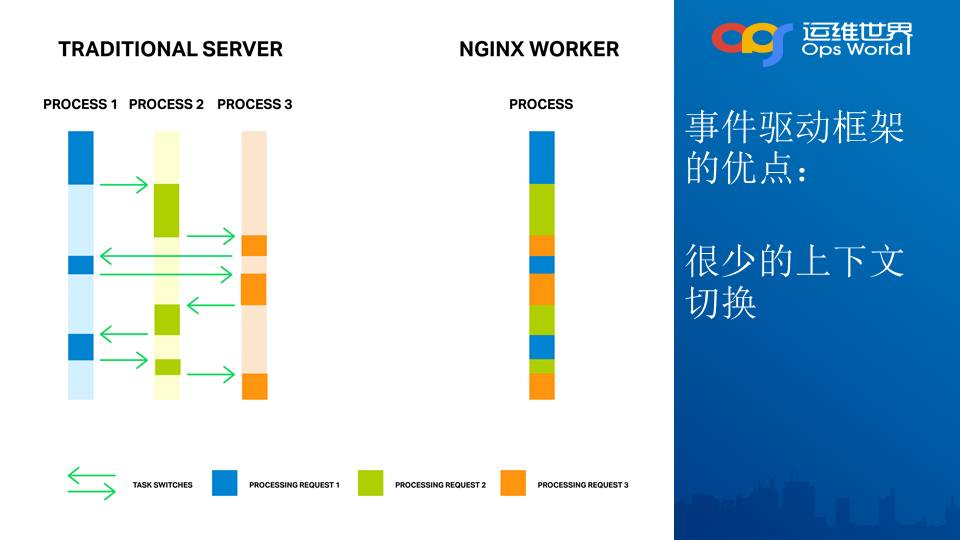 TRADITIONAL SERVER
NGINX WORKER
PROCESS 1
PROCESS 2
PROCESS 3
PROCESS
TASK SWITCHES
PROCESSING REQUEST 1
PROCESSING REQUEST 2
PROCESSING REQUEST 3
ops
运维世界
Ops World
事件驱动框架
的优点：
很少的上下文
切换